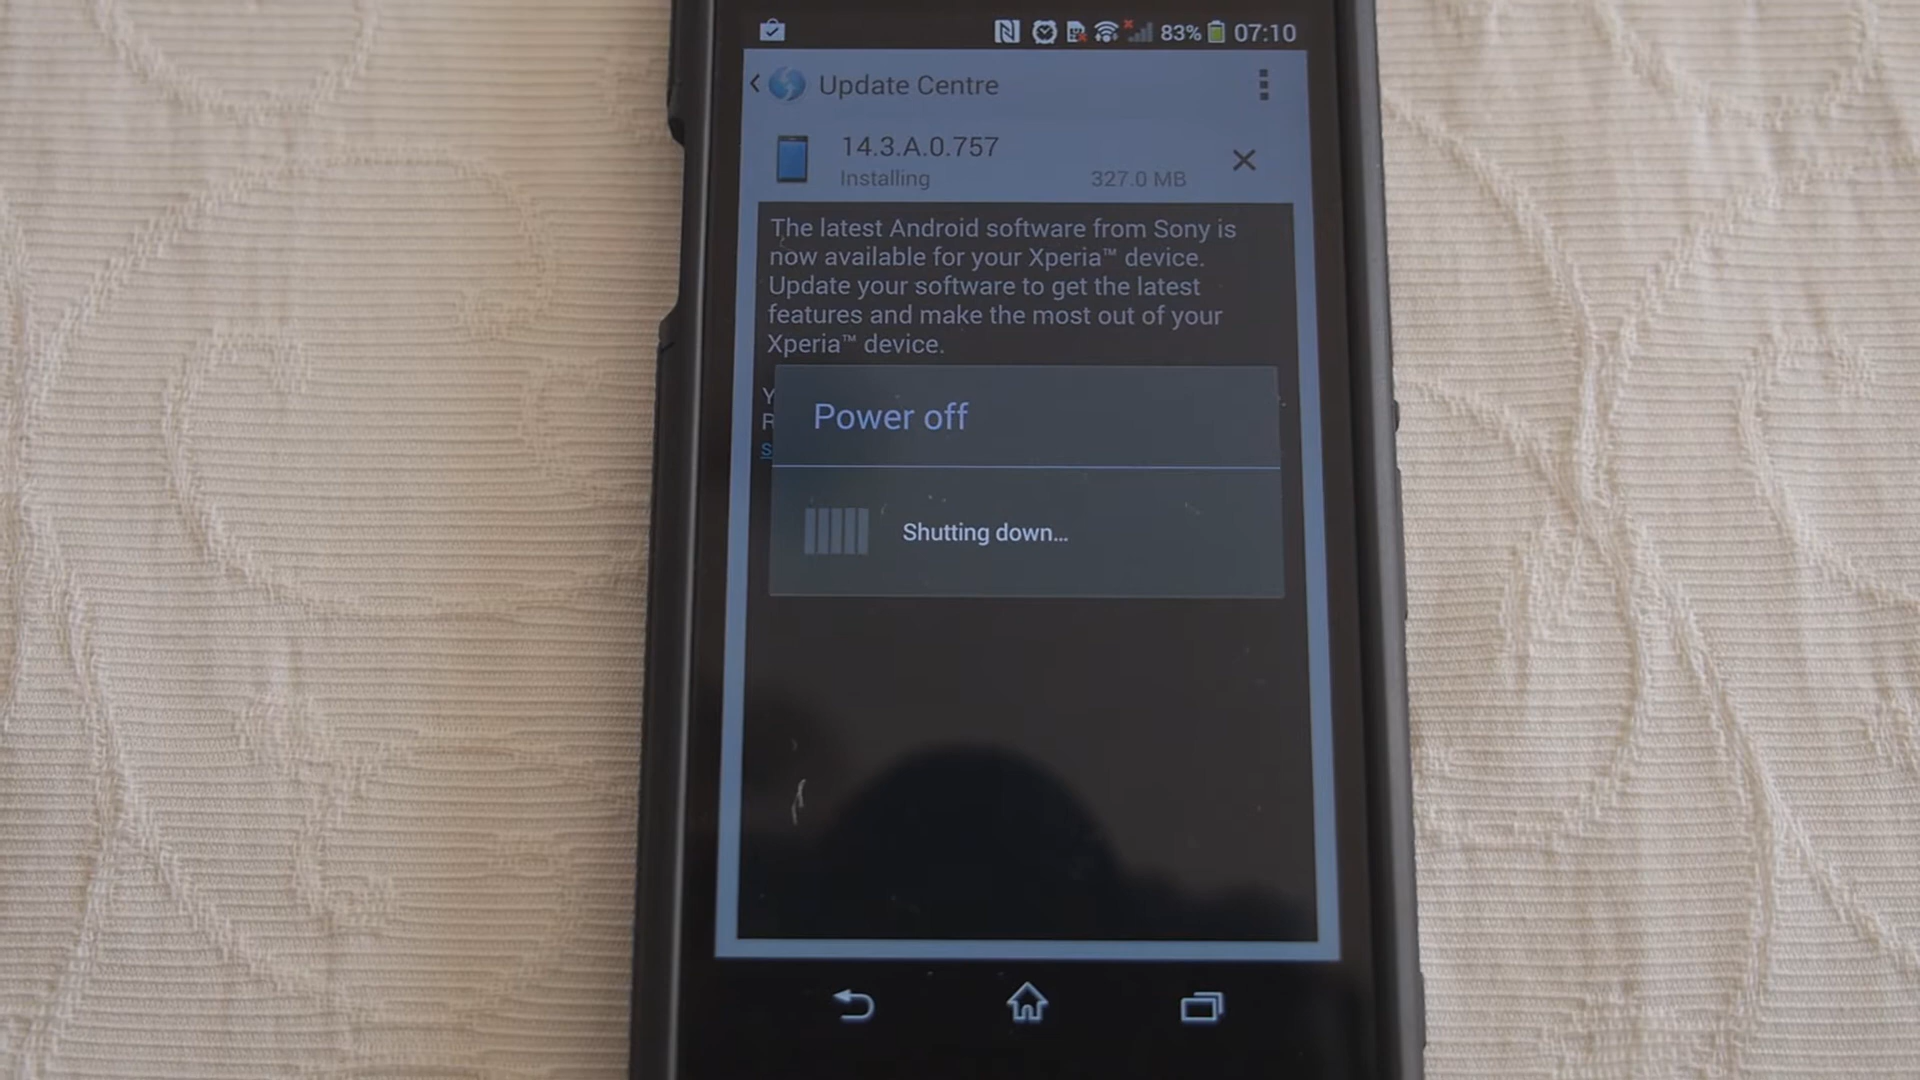 83% 07:10
Update Centre
14.3.A.0.757
Installing 327.0 MB
The latest Android software from Sony is
now available for your Xperia™ device.
Update your software to get the latest
features and make the most out of your
Xperia™ device.
Power off
Shutting down...